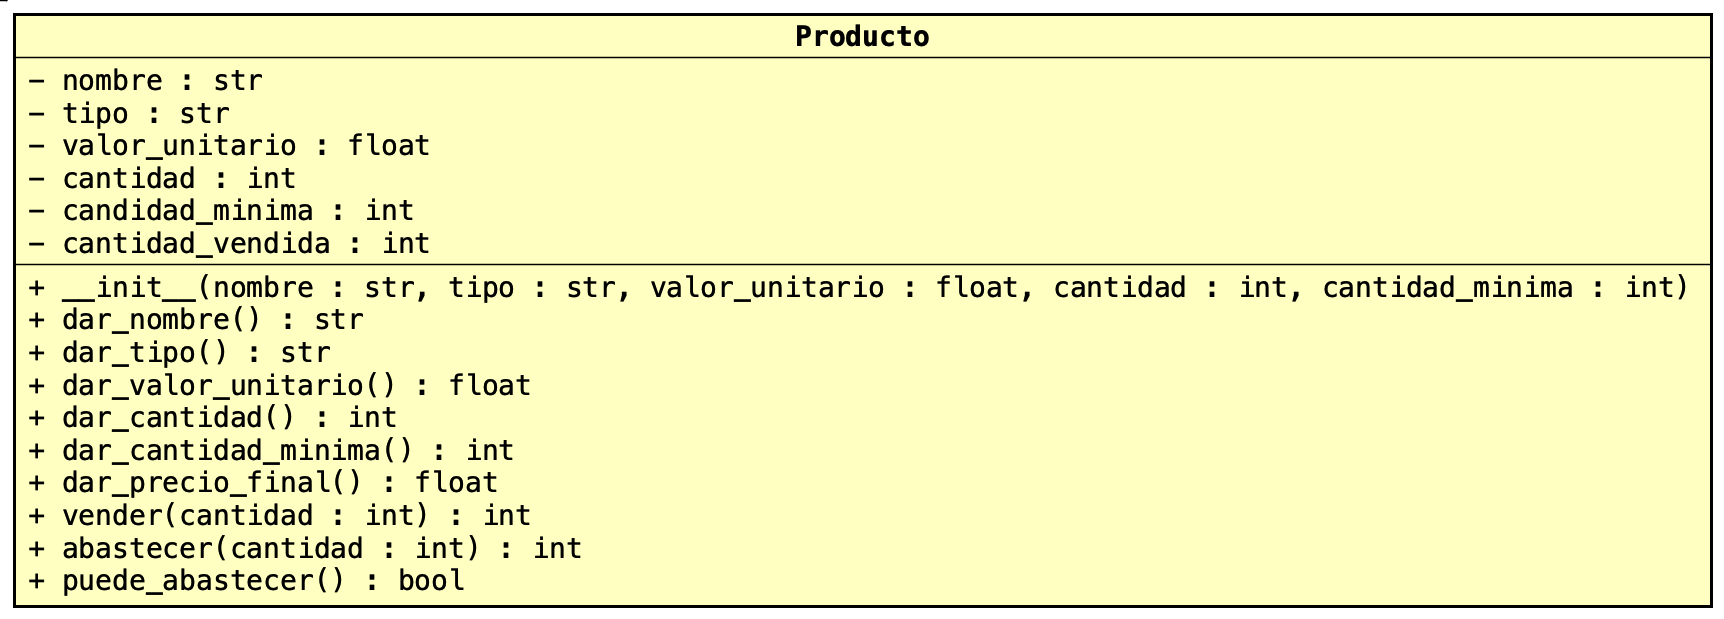 Producto
- nombre : str
- tipo : str
- valor_unitario : float
- cantidad : int
- candidad_minima : int
- cantidad_vendida : int
+ __init__(nombre : str, tipo : str, valor_unitario : float, cantidad : int, cantidad_minima : int)
+ dar_nombre() : str
+ dar_tipo() : str
+ dar_valor_unitario() : float
+ dar_cantidad() : int
+ dar_cantidad_minima() : int
+ dar_precio_final() : float
+ vender(cantidad : int) : int
+ abastecer(cantidad : int) : int
+ puede_abastecer() : bool